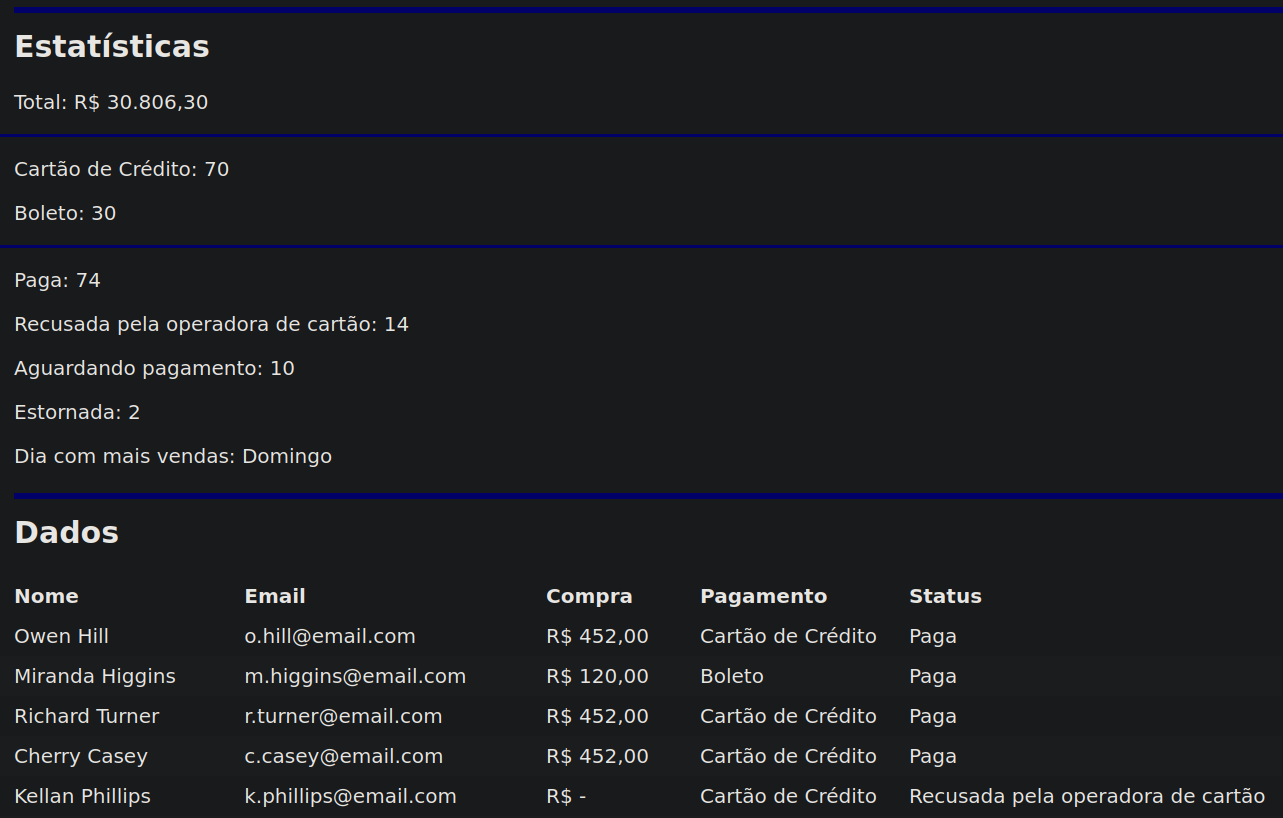 Estatísticas
Total: R$ 30.806,30
Cartão de Crédito: 70
Boleto: 30
Paga: 74
Recusada pela operadora de cartão: 14
Aguardando pagamento: 10
Estornada: 2
Dia com mais vendas: Domingo
Dados
Nome Email Compra Pagamento Status
Owen Hill o.hill@email.com R$ 452,00 Cartão de Crédito Paga
Miranda Higgins m.higgins@email.com R$ 120,00 Boleto Paga
Richard Turner r.turner@email.com R$ 452,00 Cartão de Crédito Paga
Cherry Casey c.casey@email.com R$ 452,00 Cartão de Crédito Paga
Kellan Phillips k.phillips@email.com R$ - Cartão de Crédito Recusada pela operadora de cartão